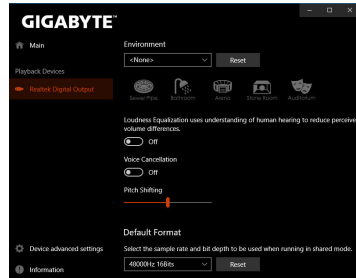 GIGABYTE™
Main
Playback Devices
Realtek Digital Output
Device advanced settings
Information
Environment
<None>
Reset
Sewer Pipe Bathroom Arena Stone Room Auditorium
Loudness Equalization uses understanding of human hearing to reduce perceive
volume differences.
Off
Voice Cancellation
Off
Pitch Shifting
Default Format
Select the sample rate and bit depth to be used when running in shared mode.
48000Hz 16Bits
Reset